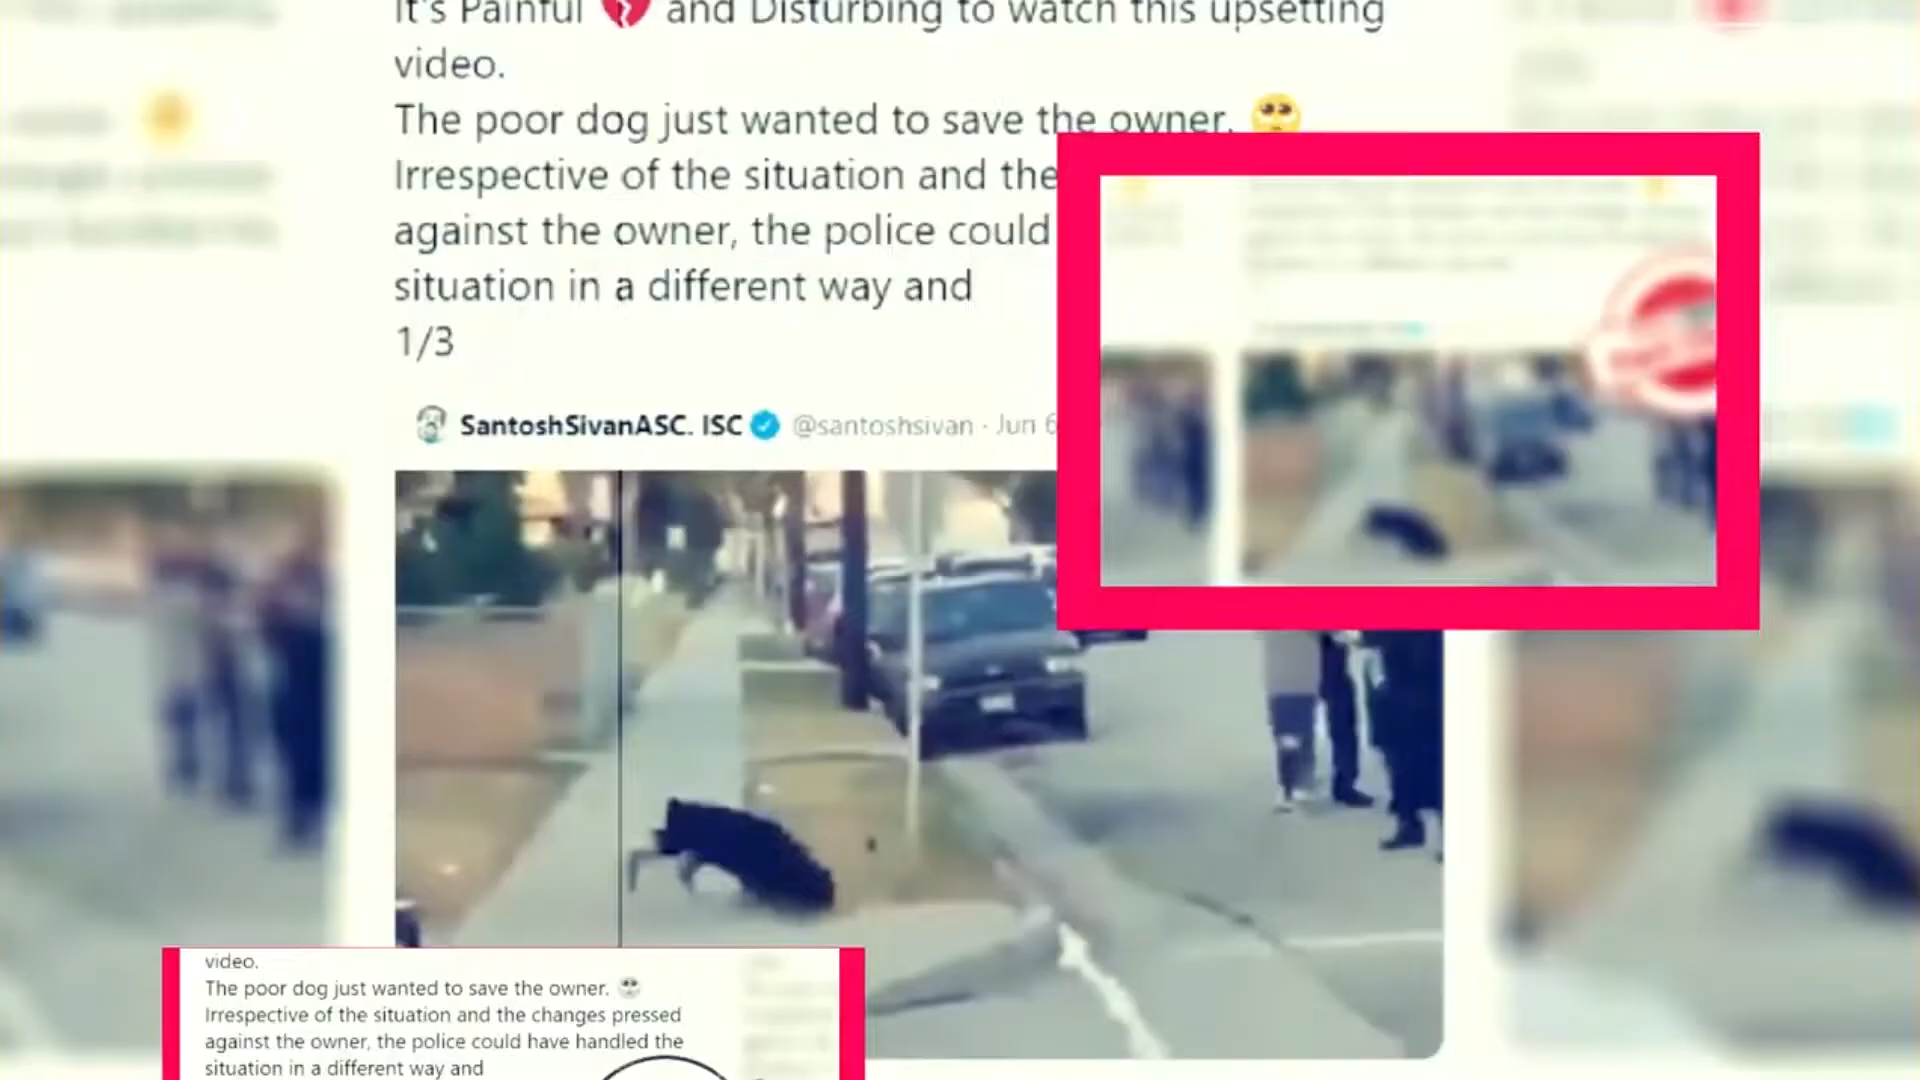 It's Painful 💔 and Disturbing to watch this upsetting
video.
The poor dog just wanted to save the owner. 🥺
Irrespective of the situation and the
against the owner, the police could
situation in a different way and
1/3
SantoshSivanASC. ISC @santoshsivan · Jun 6
video.
The poor dog just wanted to save the owner. 🥺
Irrespective of the situation and the changes pressed
against the owner, the police could have handled the
situation in a different way and